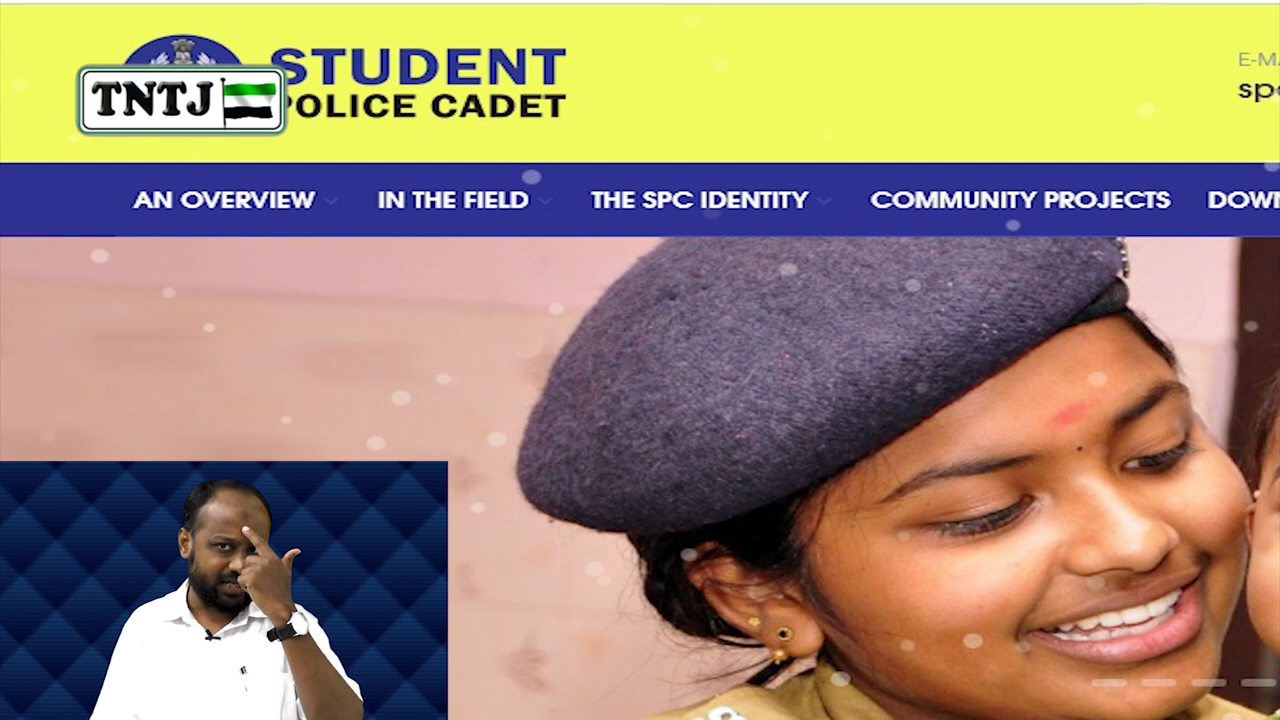 STUDENT
POLICE CADET
TNTJ
AN OVERVIEW
IN THE FIELD
THE SPC IDENTITY
COMMUNITY PROJECTS